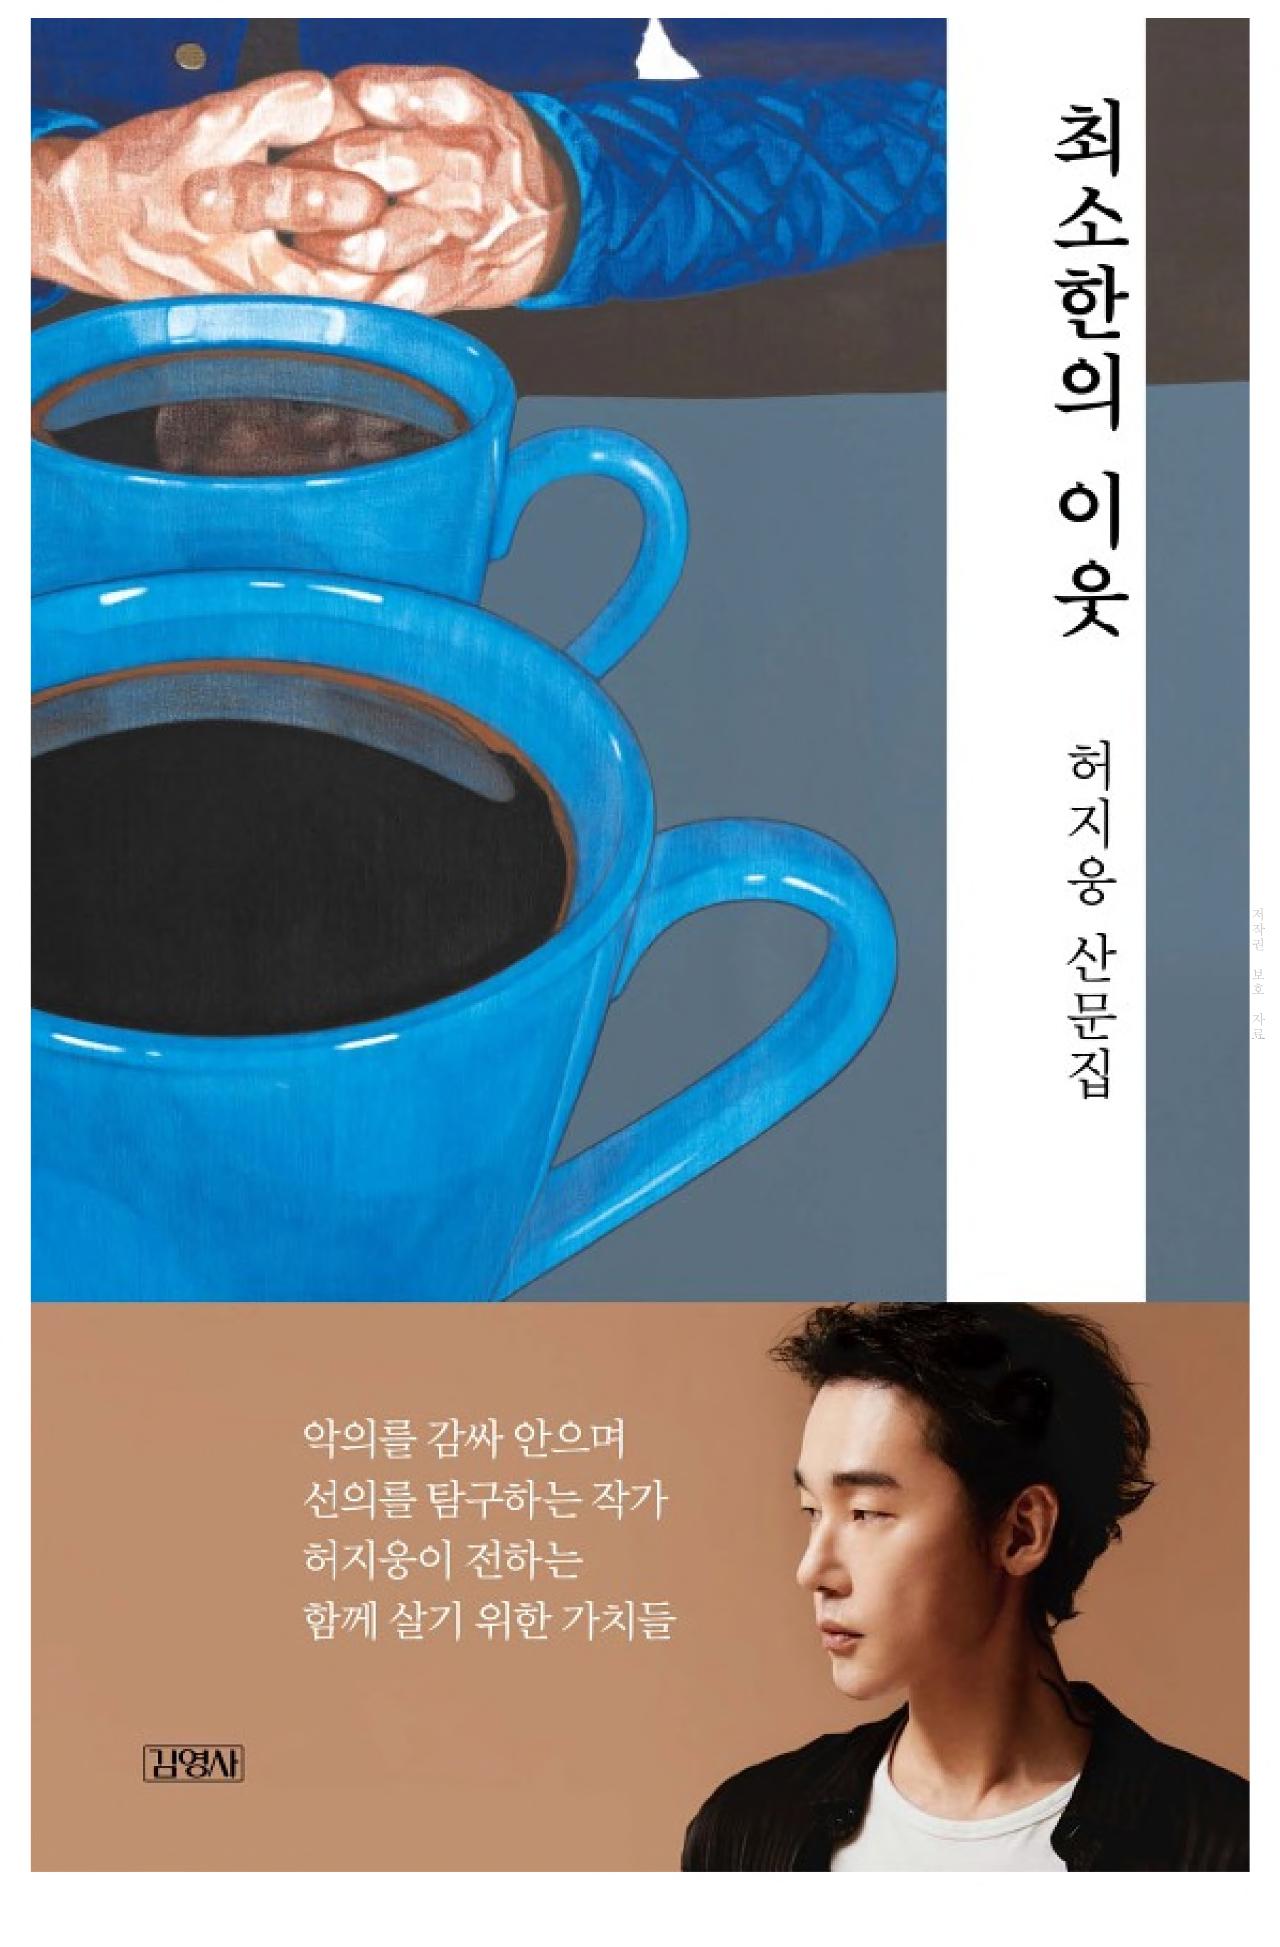 최소한의 이웃
허지웅 산문집
저작권 보호 자료
악의를 감싸 안으며
선의를 탐구하는 작가
허지웅이 전하는
함께 살기 위한 가치들
김영사